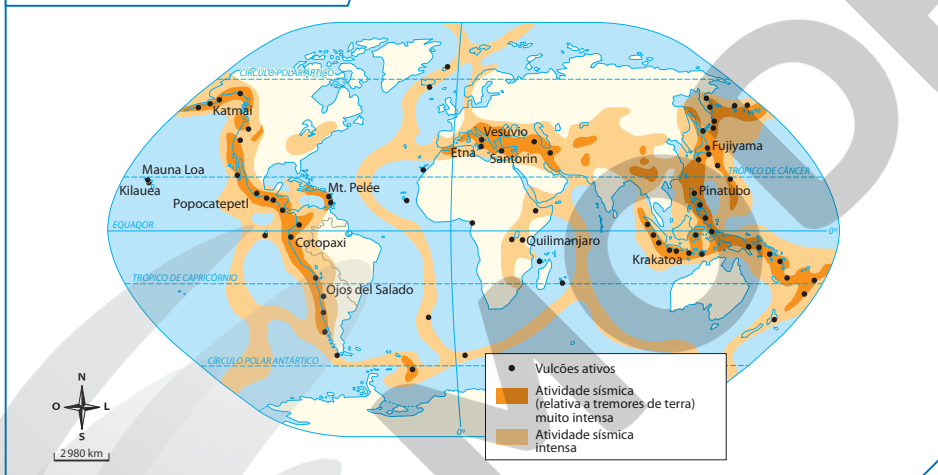 CÍRCULO POLAR ÁRTICO
Katmai
Vesúvio
Etna
Santorin
Fujiyama
Mauna Loa
Kilauea
Mt. Pelée
TRÓPICO DE CÂNCER
Popocatepetl
Pinatubo
EQUADOR
0º
Cotopaxi
Quilimanjaro
Krakatoa
TRÓPICO DE CAPRICÓRNIO
Ojos del Salado
CÍRCULO POLAR ANTÁRTICO
0º
N
O
L
S
2 980 km
Vulcões ativos
Atividade sísmica
(relativa a tremores de terra)
muito intensa
Atividade sísmica
intensa